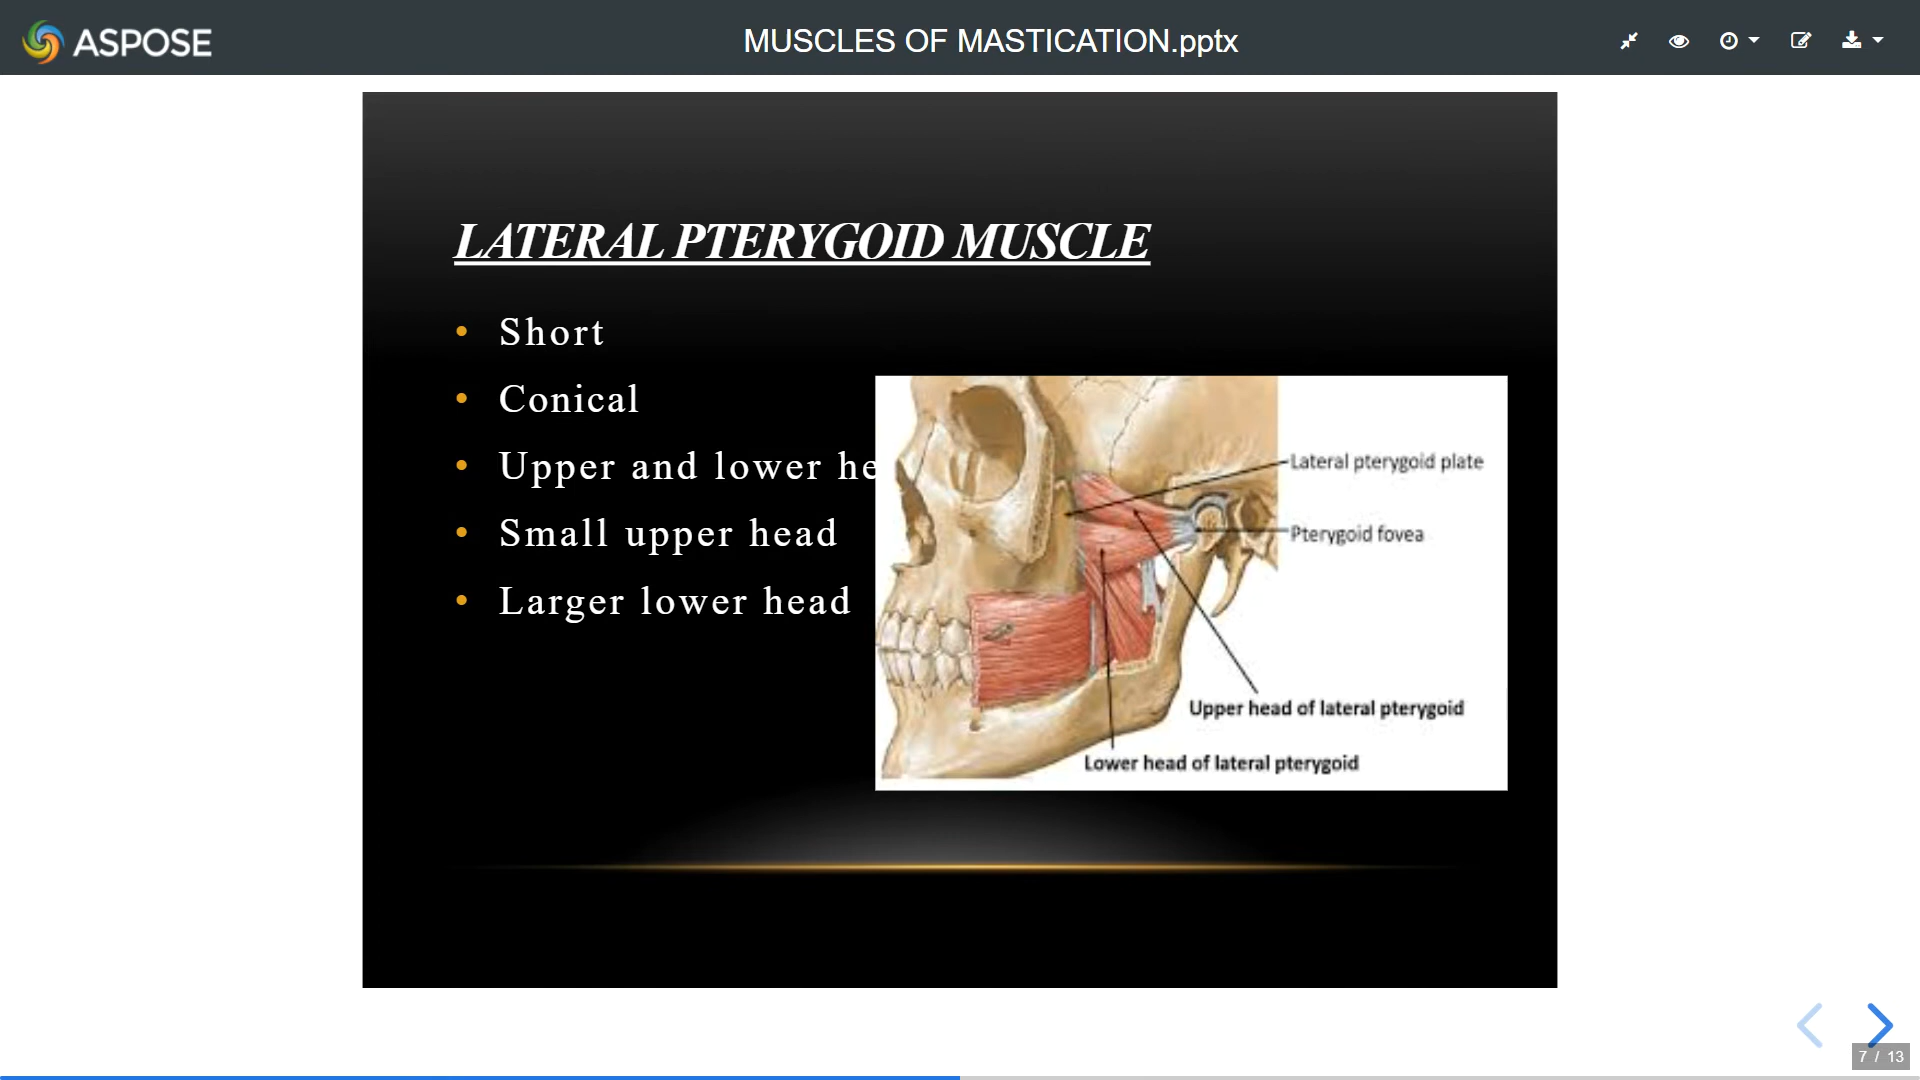 ASPOSE
MUSCLES OF MASTICATION.pptx
LATERAL PTERYGOID MUSCLE
• Short
• Conical
• Upper and lower he
• Small upper head
• Larger lower head
Lateral pterygoid plate
Pterygoid fovea
Upper head of lateral pterygoid
Lower head of lateral pterygoid
7 / 13